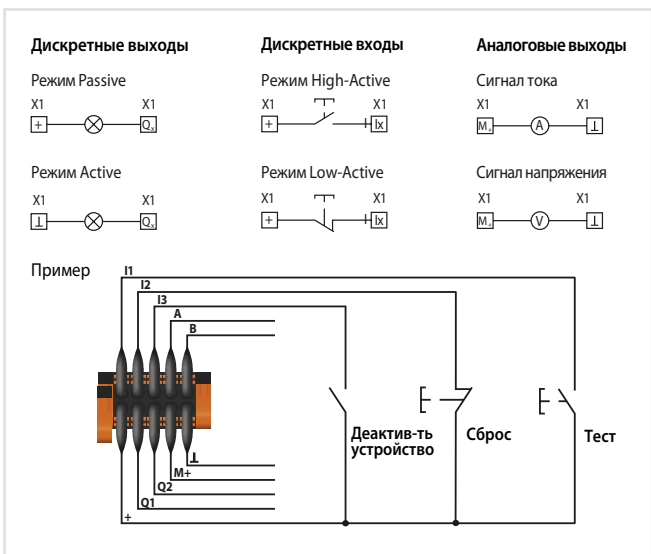 Дискретные выходы Дискретные входы Аналоговые выходы
Режим Passive Режим High-Active Сигнал тока
X1 X1 X1 X1 X1 X1
+ Qx + Ix M+ A ⊥
Режим Active Режим Low-Active Сигнал напряжения
X1 X1 X1 X1 X1 X1
⊥ Qx + Ix M+ V ⊥
Пример
I1
I2
I3
A
B
Деактив-ть
устройство
Сброс
Тест
⊥
M+
Q2
Q1
+